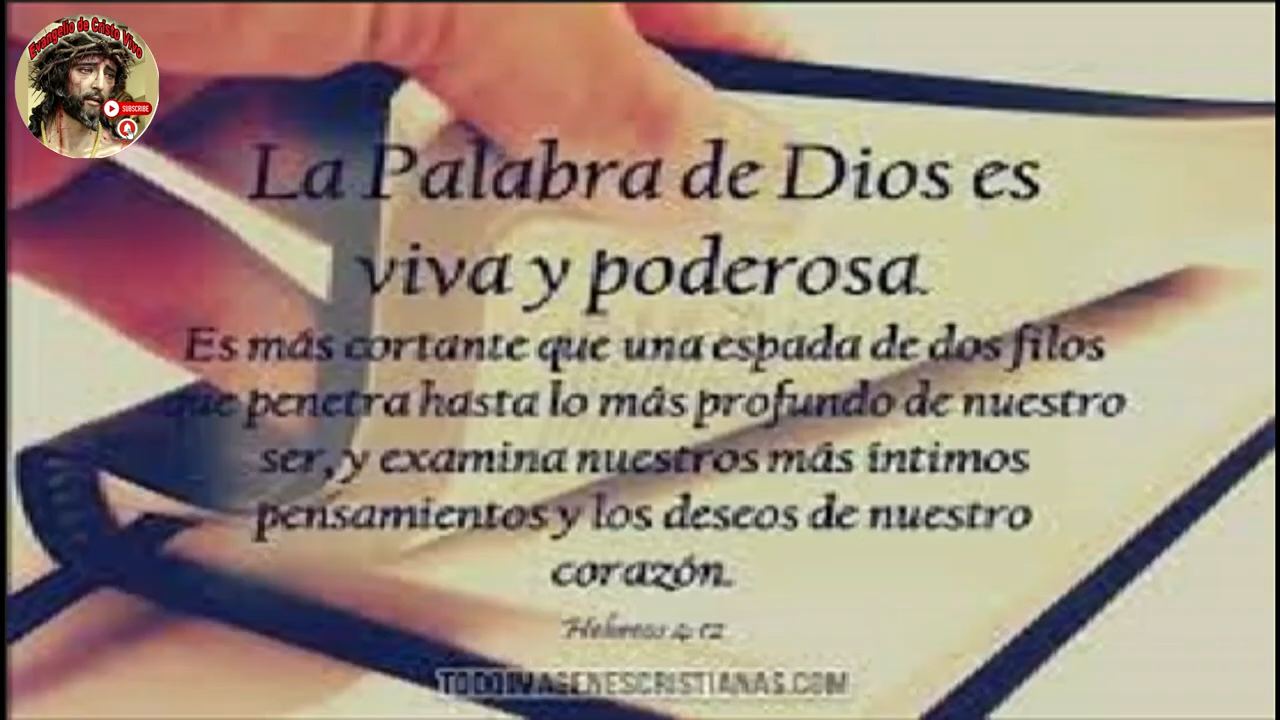 Evangelio de Cristo Vivo
SUBSCRIBE
La Palabra de Dios es
viva y poderosa.
Es más cortante que una espada de dos filos
que penetra hasta lo más profundo de nuestro
ser, y examina nuestros más íntimos
pensamientos y los deseos de nuestro
corazón.
Hebreos 4:12
TODOIMAGENESCRISTIANAS.COM